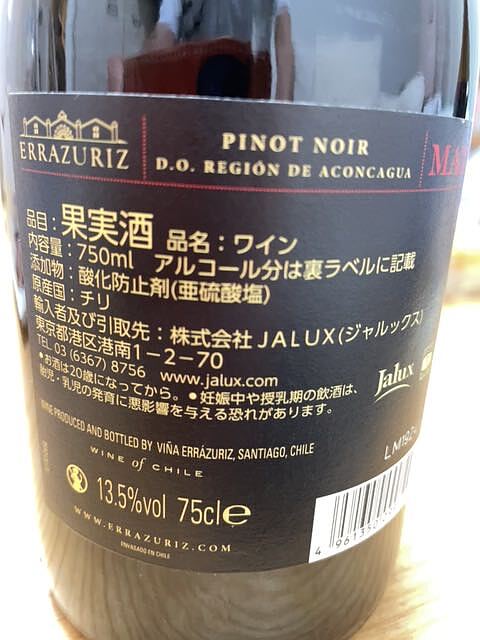 ERRAZURIZ
PINOT NOIR
D.O. REGIÓN DE ACONCAGUA
品目：果実酒 品名：ワイン
内容量：750ml アルコール分は裏ラベルに記載
添加物：酸化防止剤(亜硫酸塩)
原産国：チリ
輸入者及び引取先：株式会社JALUX(ジャルックス)
東京都港区港南1－2－70
TEL 03 (6367) 8756 www.jalux.com
●お酒は20歳になってから。●妊娠中や授乳期の飲酒は、
胎児・乳児の発育に悪影響を与える恐れがあります。
Jalux
WINE PRODUCED AND BOTTLED BY VIÑA ERRÁZURIZ, SANTIAGO, CHILE
WINE of CHILE
13.5%vol 75cl e
WWW.ERRAZURIZ.COM
ENVASADO EN CHILE